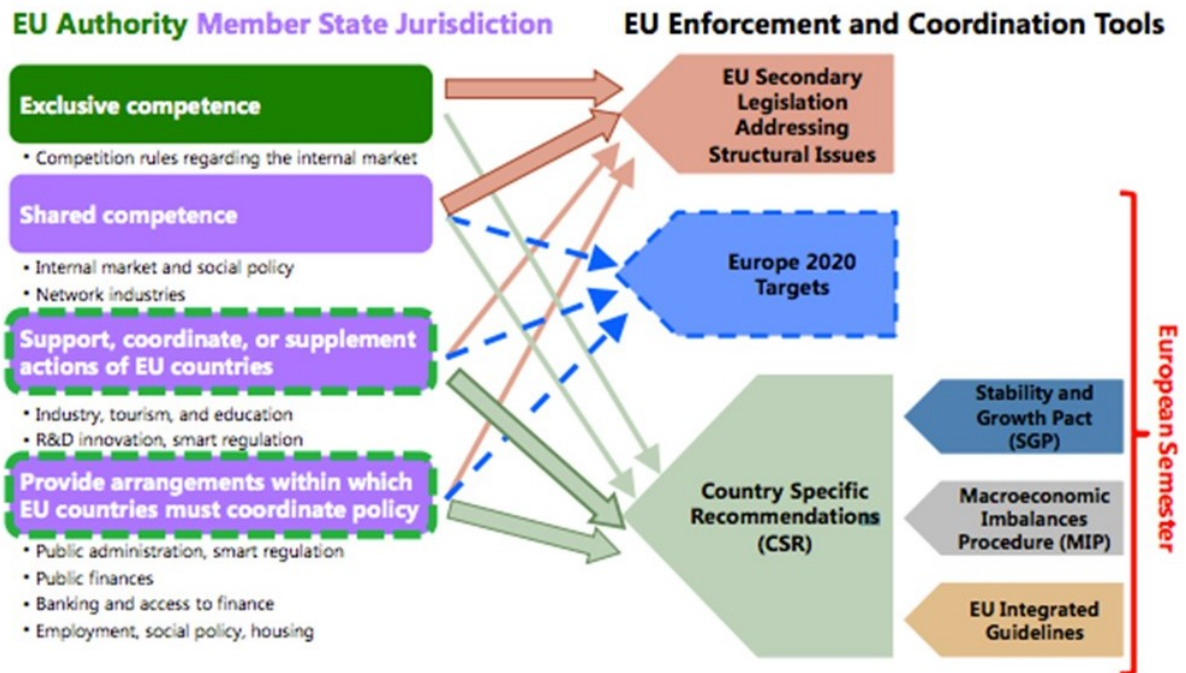 EU Authority Member State Jurisdiction
EU Enforcement and Coordination Tools
Exclusive competence
• Competition rules regarding the internal market
Shared competence
• Internal market and social policy
• Network industries
Support, coordinate, or supplement
actions of EU countries
• Industry, tourism, and education
• R&D innovation, smart regulation
Provide arrangements within which
EU countries must coordinate policy
• Public administration, smart regulation
• Public finances
• Banking and access to finance
• Employment, social policy, housing
EU Secondary
Legislation
Addressing
Structural Issues
Europe 2020
Targets
Country Specific
Recommendations
(CSR)
Stability and
Growth Pact
(SGP)
Macroeconomic
Imbalances
Procedure (MIP)
EU Integrated
Guidelines
European Semester